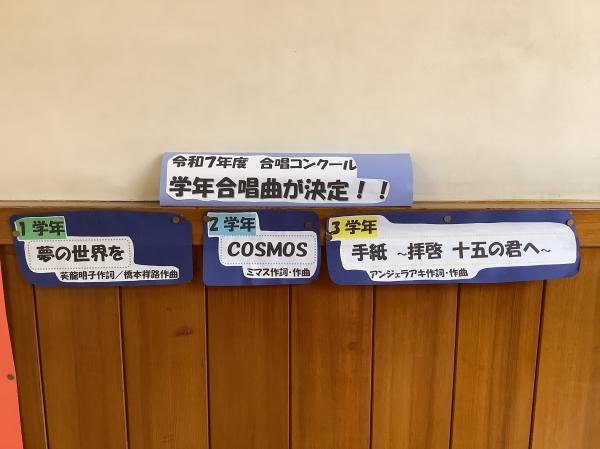 令和7年度 合唱コンクール
学年合唱曲が決定！！
1 学年
夢の世界を
芙龍明子作詞／橋本祥路作曲
2 学年
COSMOS
ミマス作詞・作曲
3 学年
手紙 ～拝啓 十五の君へ～
アンジェラアキ作詞・作曲